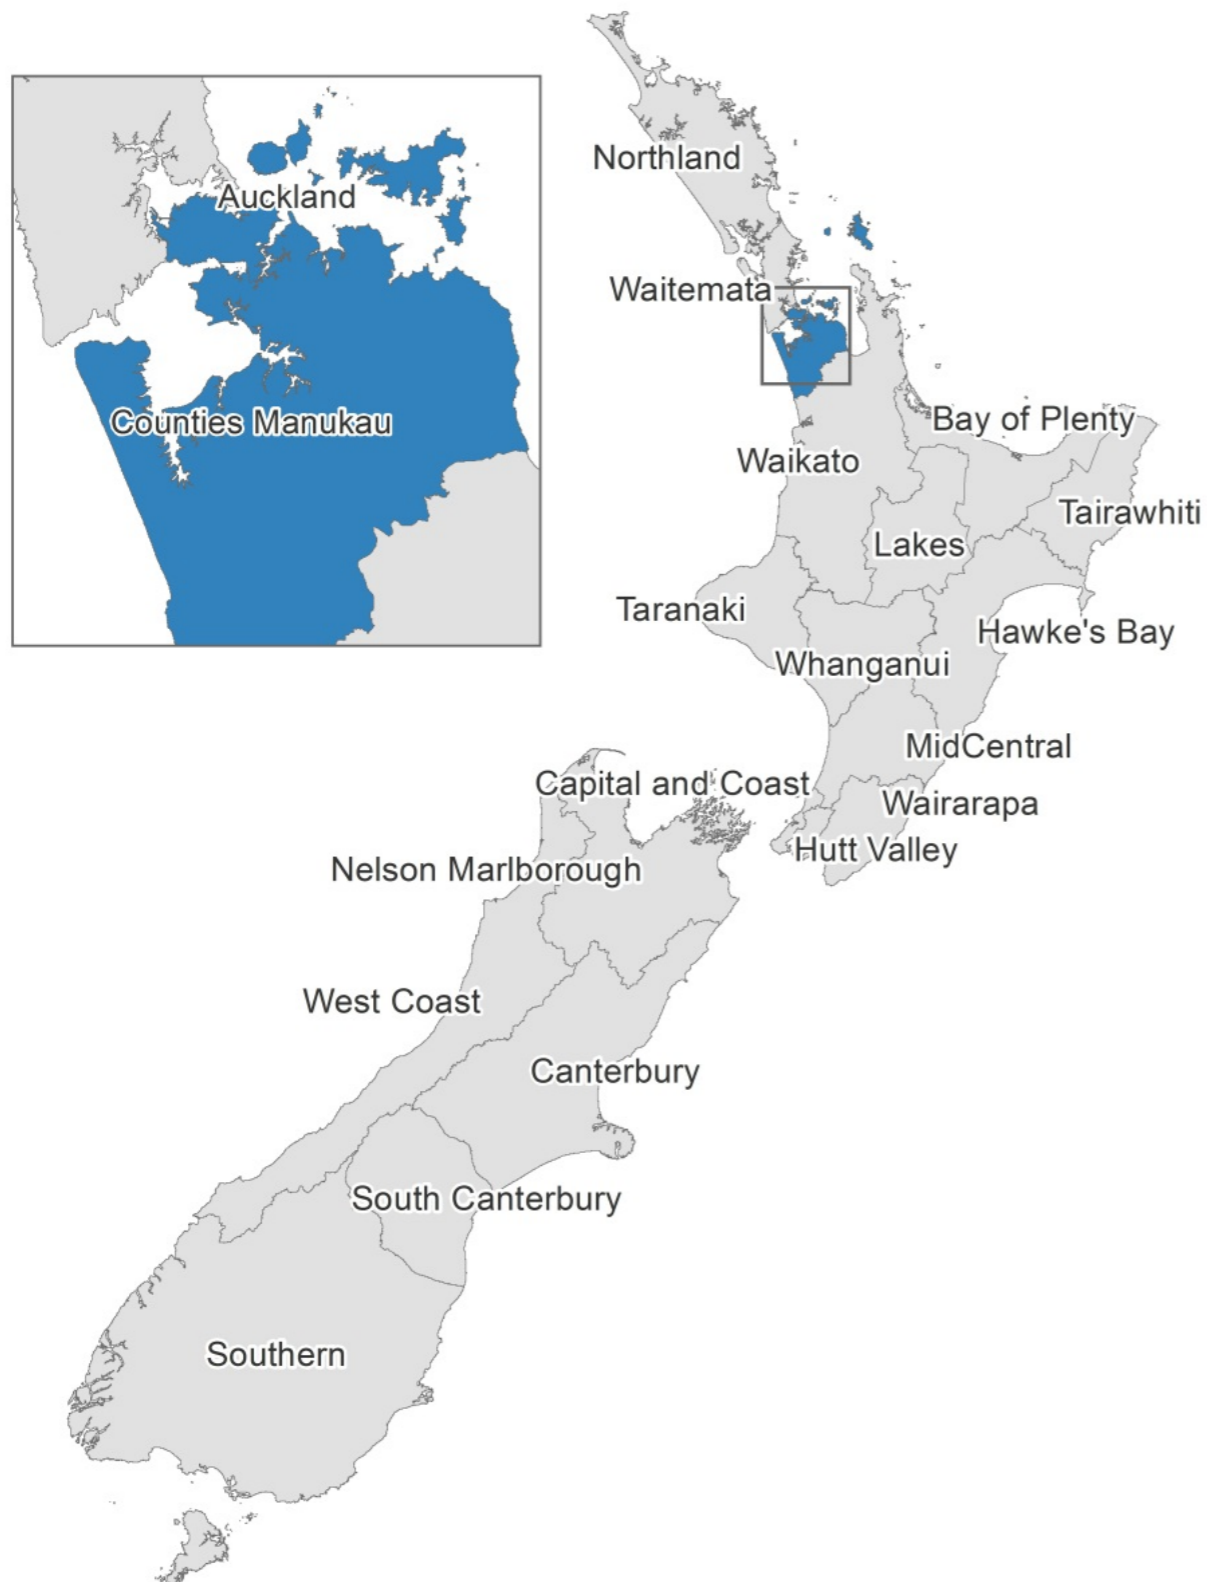 Northland
Auckland
Waitemata
Counties Manukau
Bay of Plenty
Waikato
Tairawhiti
Lakes
Taranaki
Hawke's Bay
Whanganui
MidCentral
Capital and Coast
Wairarapa
Hutt Valley
Nelson Marlborough
West Coast
Canterbury
South Canterbury
Southern